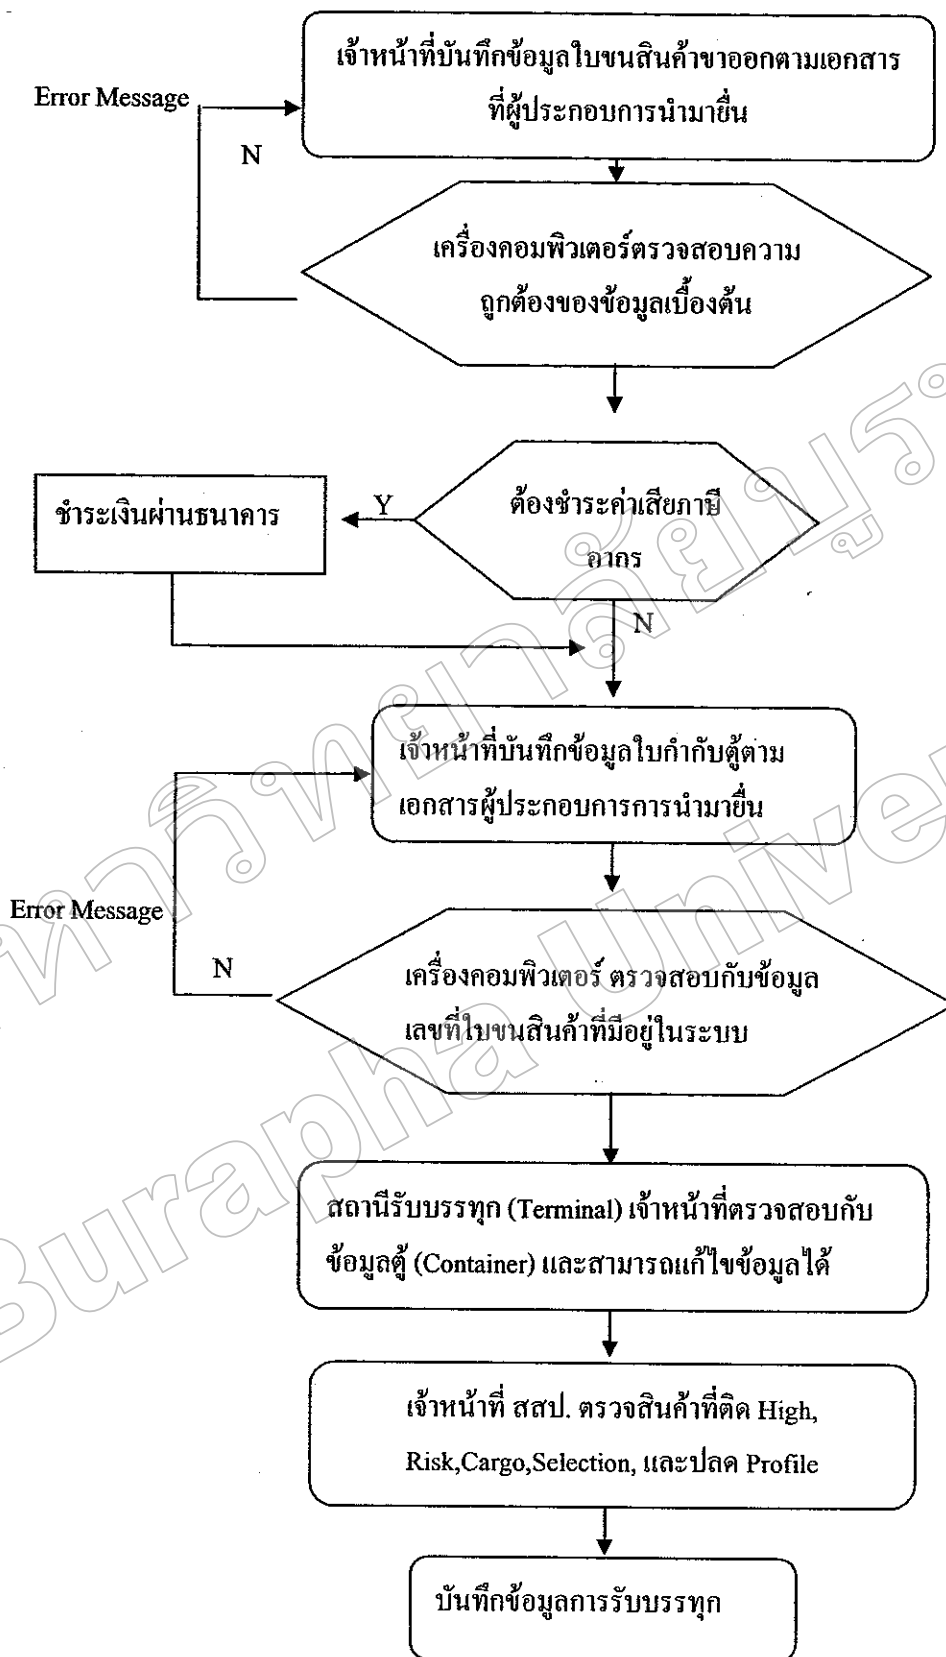 เจ้าหน้าที่บันทึกข้อมูลใบขนสินค้าขาออกตามเอกสาร
ที่ผู้ประกอบการนำมายื่น
Error Message
N
เครื่องคอมพิวเตอร์ตรวจสอบความ
ถูกต้องของข้อมูลเบื้องต้น
ต้องชำระค่าเสียภาษี
อากร
Y
ชำระเงินผ่านธนาคาร
N
เจ้าหน้าที่บันทึกข้อมูลใบกำกับตู้ตาม
เอกสารผู้ประกอบการการนำมายื่น
Error Message
N
เครื่องคอมพิวเตอร์ ตรวจสอบกับข้อมูล
เลขที่ใบขนสินค้าที่มีอยู่ในระบบ
สถานีรับบรรทุก (Terminal) เจ้าหน้าที่ตรวจสอบกับ
ข้อมูลตู้ (Container) และสามารถแก้ไขข้อมูลได้
เจ้าหน้าที่ สสป. ตรวจสินค้าที่ติด High,
Risk,Cargo,Selection, และปลด Profile
บันทึกข้อมูลการรับบรรทุก
หาวิทยาลัยบูร
Burapha Univer